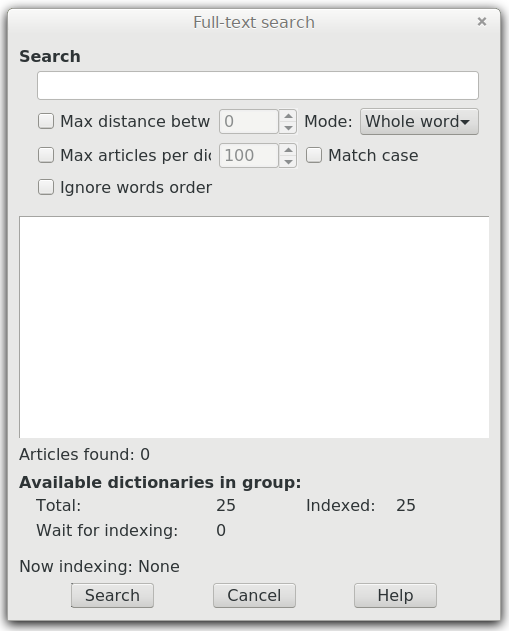 Full-text search
Search
Max distance betw 0 Mode: Whole word
Max articles per dic 100 Match case
Ignore words order
Articles found: 0
Available dictionaries in group:
Total: 25 Indexed: 25
Wait for indexing: 0
Now indexing: None
Search Cancel Help